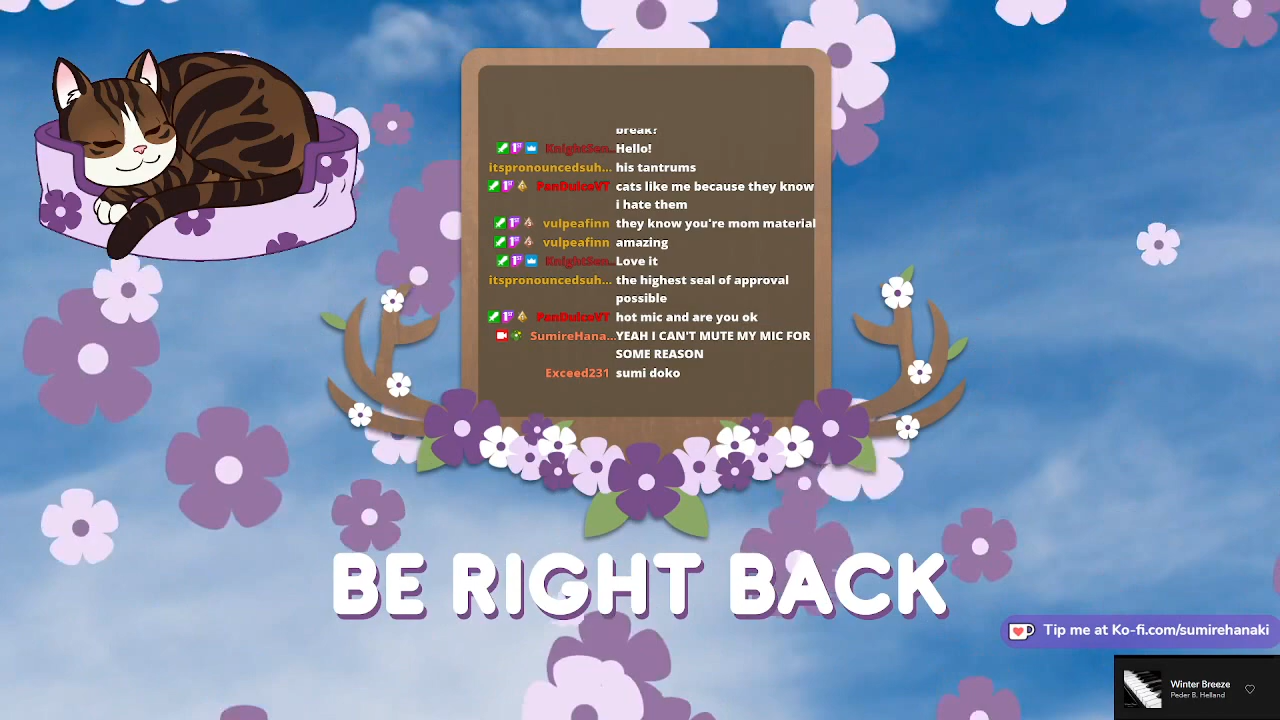 break?
KnightSen... Hello!
itspronouncedsuh... his tantrums
PanDulceVT cats like me because they know
i hate them
vulpeafinn they know you're mom material
vulpeafinn amazing
KnightSen... Love it
itspronouncedsuh... the highest seal of approval
possible
PanDulceVT hot mic and are you ok
SumireHana... YEAH I CAN'T MUTE MY MIC FOR
SOME REASON
Exceed231 sumi doko
BE RIGHT BACK
Tip me at Ko-fi.com/sumirehanaki
Winter Breeze
Peder B. Helland